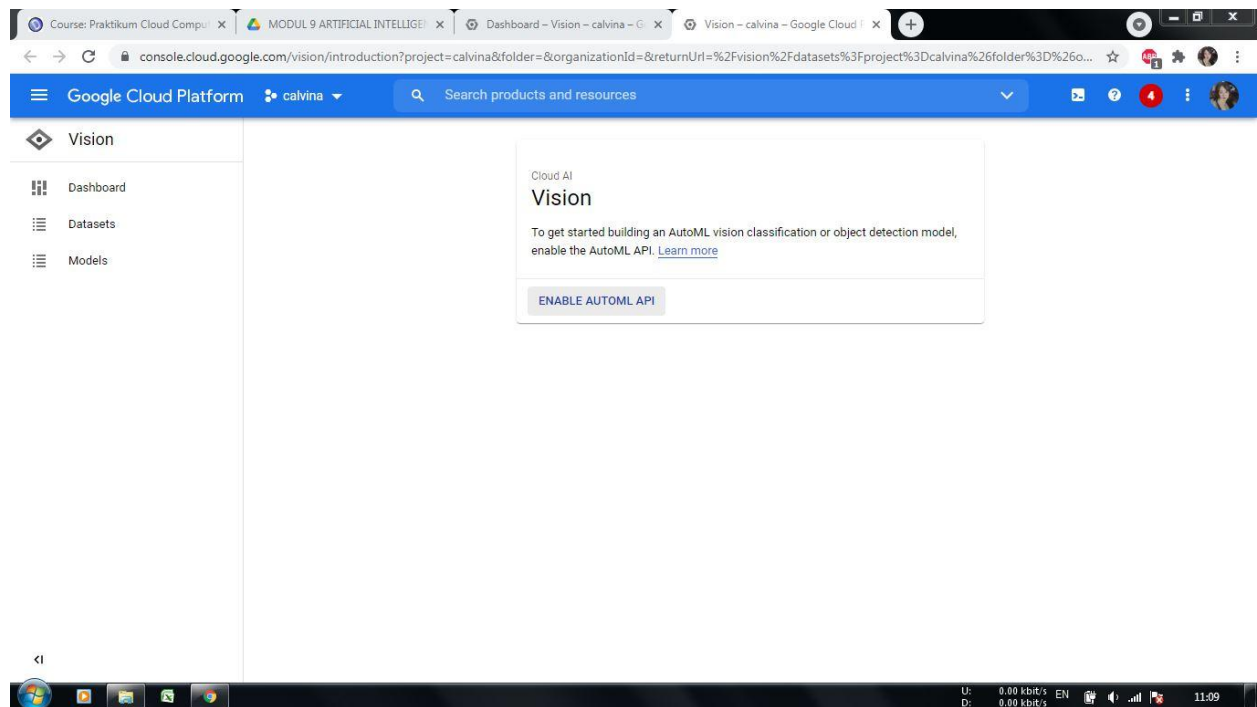 Course: Praktikum Cloud Compu
MODUL 9 ARTIFICIAL INTELLIGEN
Dashboard – Vision – calvina – G
Vision – calvina – Google Cloud P
console.cloud.google.com/vision/introduction?project=calvina&folder=&organizationId=&returnUrl=%2Fvision%2Fdatasets%3Fproject%3Dcalvina%26folder%3D%26o...
ABP
1
Google Cloud Platform
calvina
Search products and resources
4
Vision
Dashboard
Datasets
Models
Cloud AI
Vision
To get started building an AutoML vision classification or object detection model,
enable the AutoML API. Learn more
ENABLE AUTOML API
U: 0.00 kbit/s
D: 0.00 kbit/s
EN
11:09